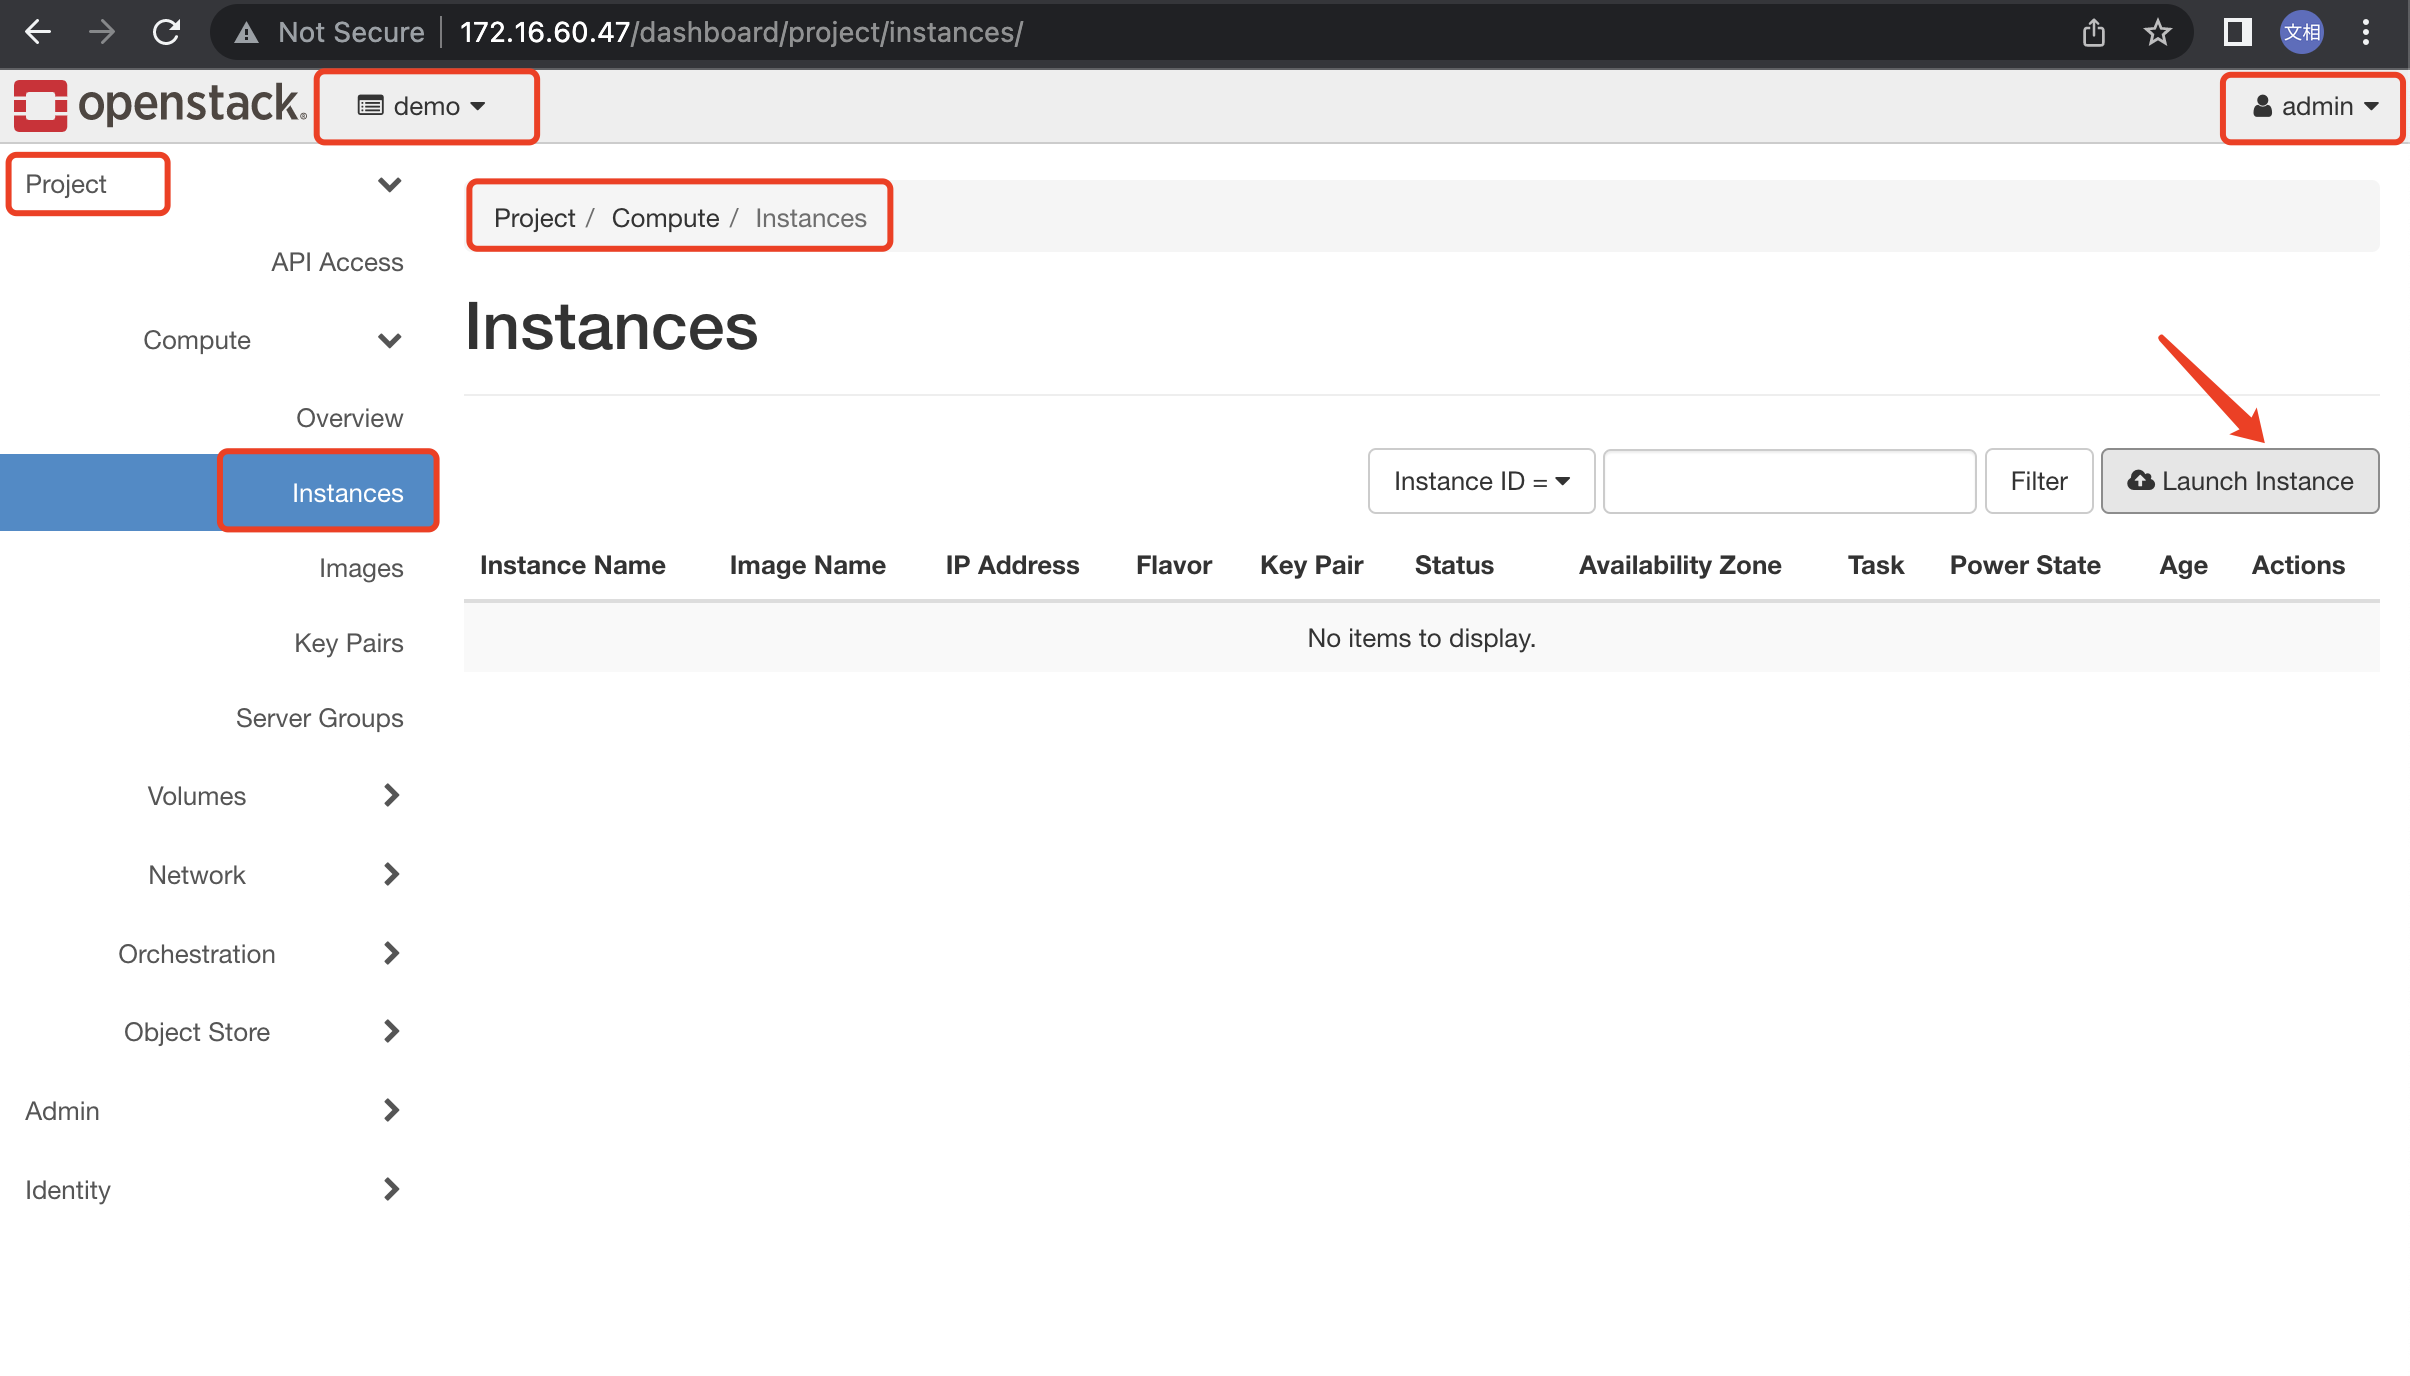 Not Secure 172.16.60.47/dashboard/project/instances/ 文相
openstack. demo admin
Project
Project / Compute / Instances
API Access
Instances
Compute
Overview
Instance ID = Filter Launch Instance
Instances
Instance Name Image Name IP Address Flavor Key Pair Status Availability Zone Task Power State Age Actions
Images
No items to display.
Key Pairs
Server Groups
Volumes
Network
Orchestration
Object Store
Admin
Identity